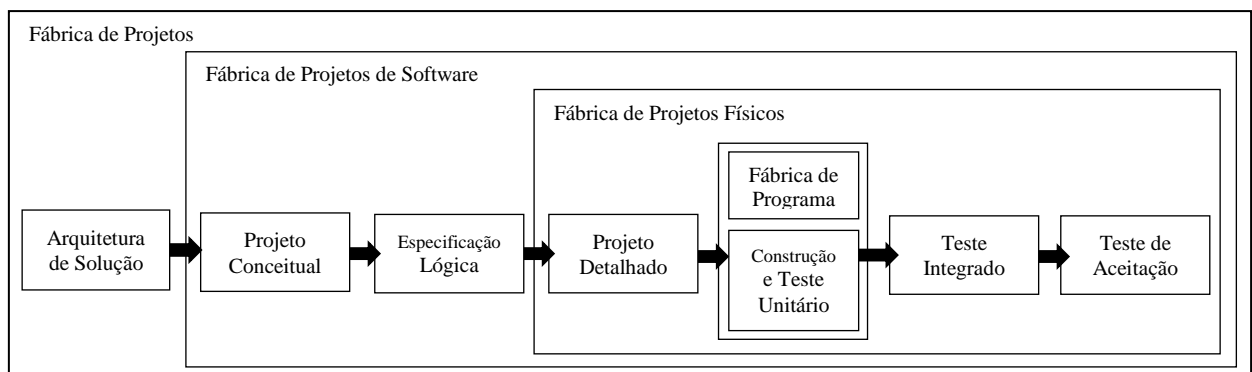 Fábrica de Projetos
Fábrica de Projetos de Software
Fábrica de Projetos Físicos
Fábrica de
Programa
Arquitetura
de Solução
Projeto
Conceitual
Especificação
Lógica
Projeto
Detalhado
Construção
e Teste
Unitário
Teste
Integrado
Teste de
Aceitação